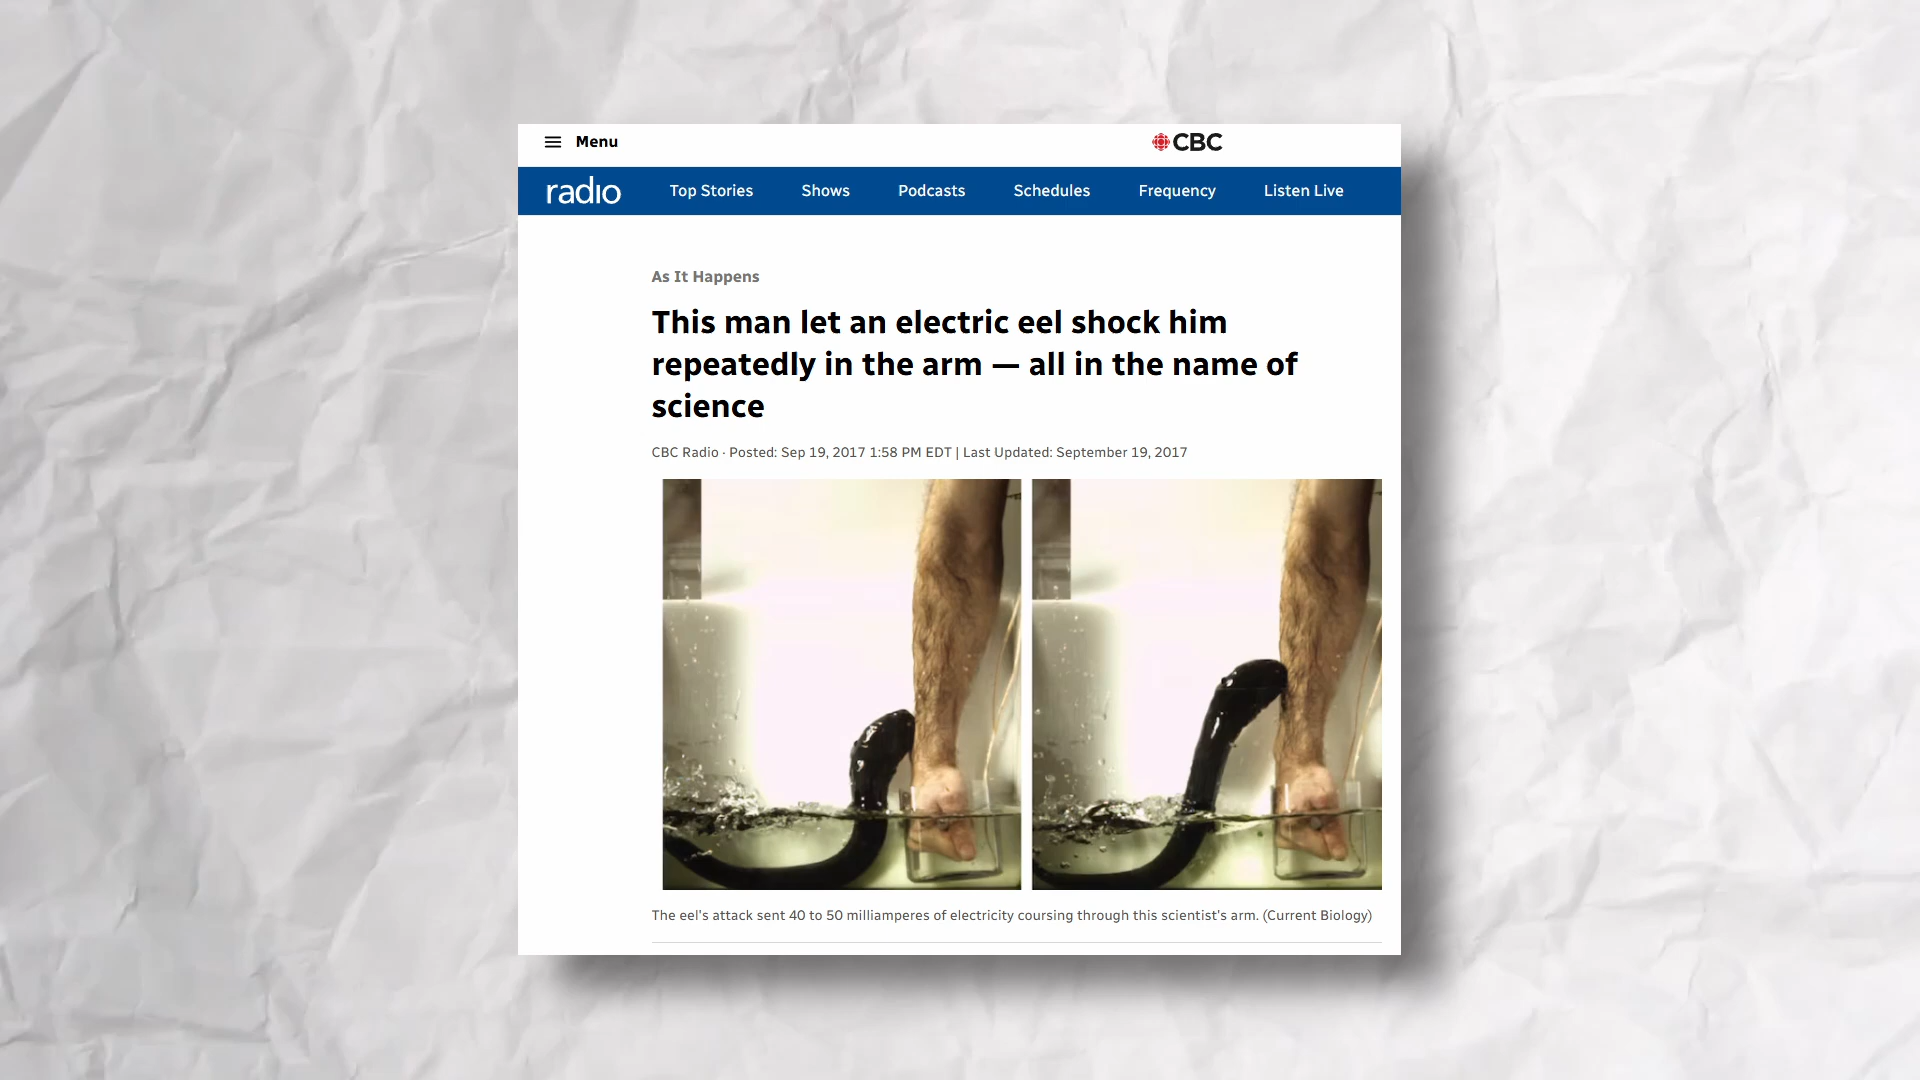 Menu
CBC
radio Top Stories Shows Podcasts Schedules Frequency Listen Live
As It Happens
This man let an electric eel shock him
repeatedly in the arm — all in the name of
science
CBC Radio · Posted: Sep 19, 2017 1:58 PM EDT | Last Updated: September 19, 2017
The eel's attack sent 40 to 50 milliamperes of electricity coursing through this scientist's arm. (Current Biology)